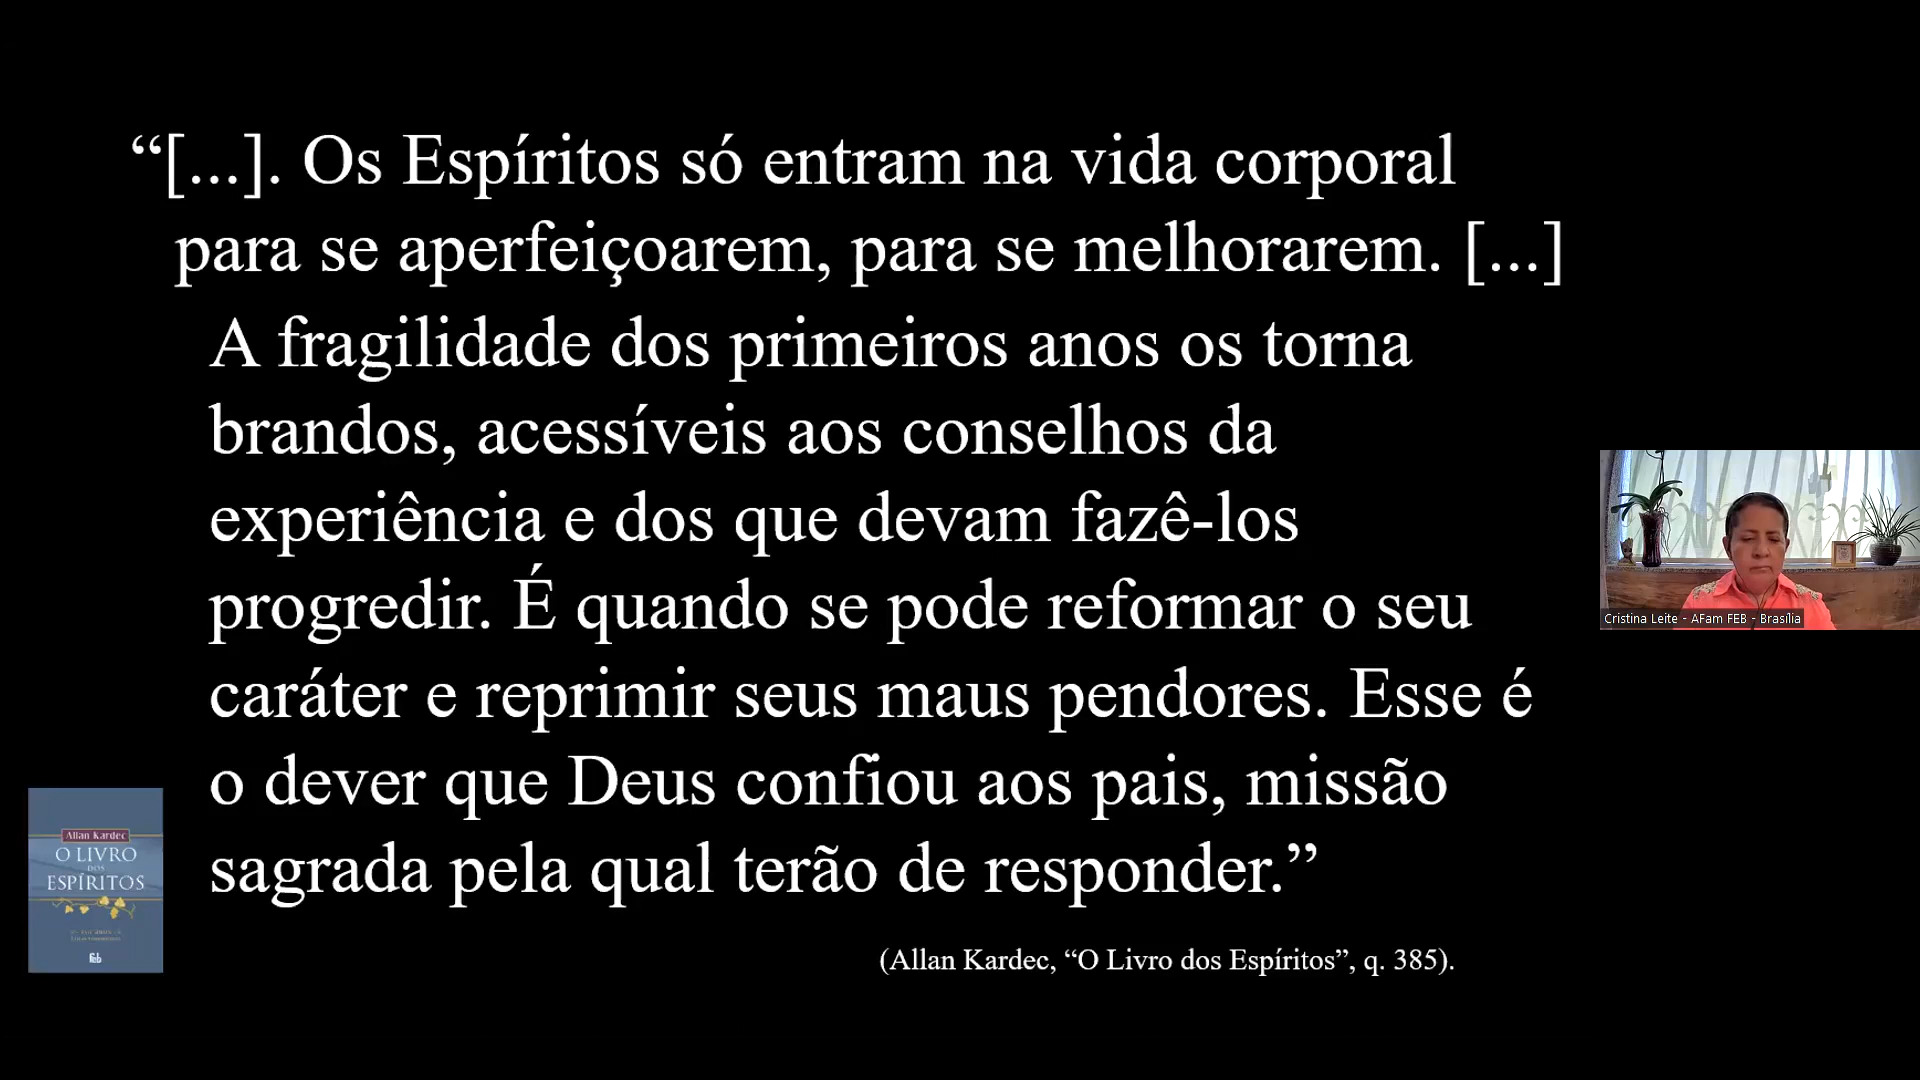 “[...]. Os Espíritos só entram na vida corporal
para se aperfeiçoarem, para se melhorarem. [...]
A fragilidade dos primeiros anos os torna
brandos, acessíveis aos conselhos da
experiência e dos que devam fazê-los
progredir. É quando se pode reformar o seu
caráter e reprimir seus maus pendores. Esse é
o dever que Deus confiou aos pais, missão
sagrada pela qual terão de responder.”
(Allan Kardec, “O Livro dos Espíritos”, q. 385).
Cristina Leite - AFam FEB - Brasília
Allan Kardec
O LIVRO
DOS
ESPÍRITOS
feb